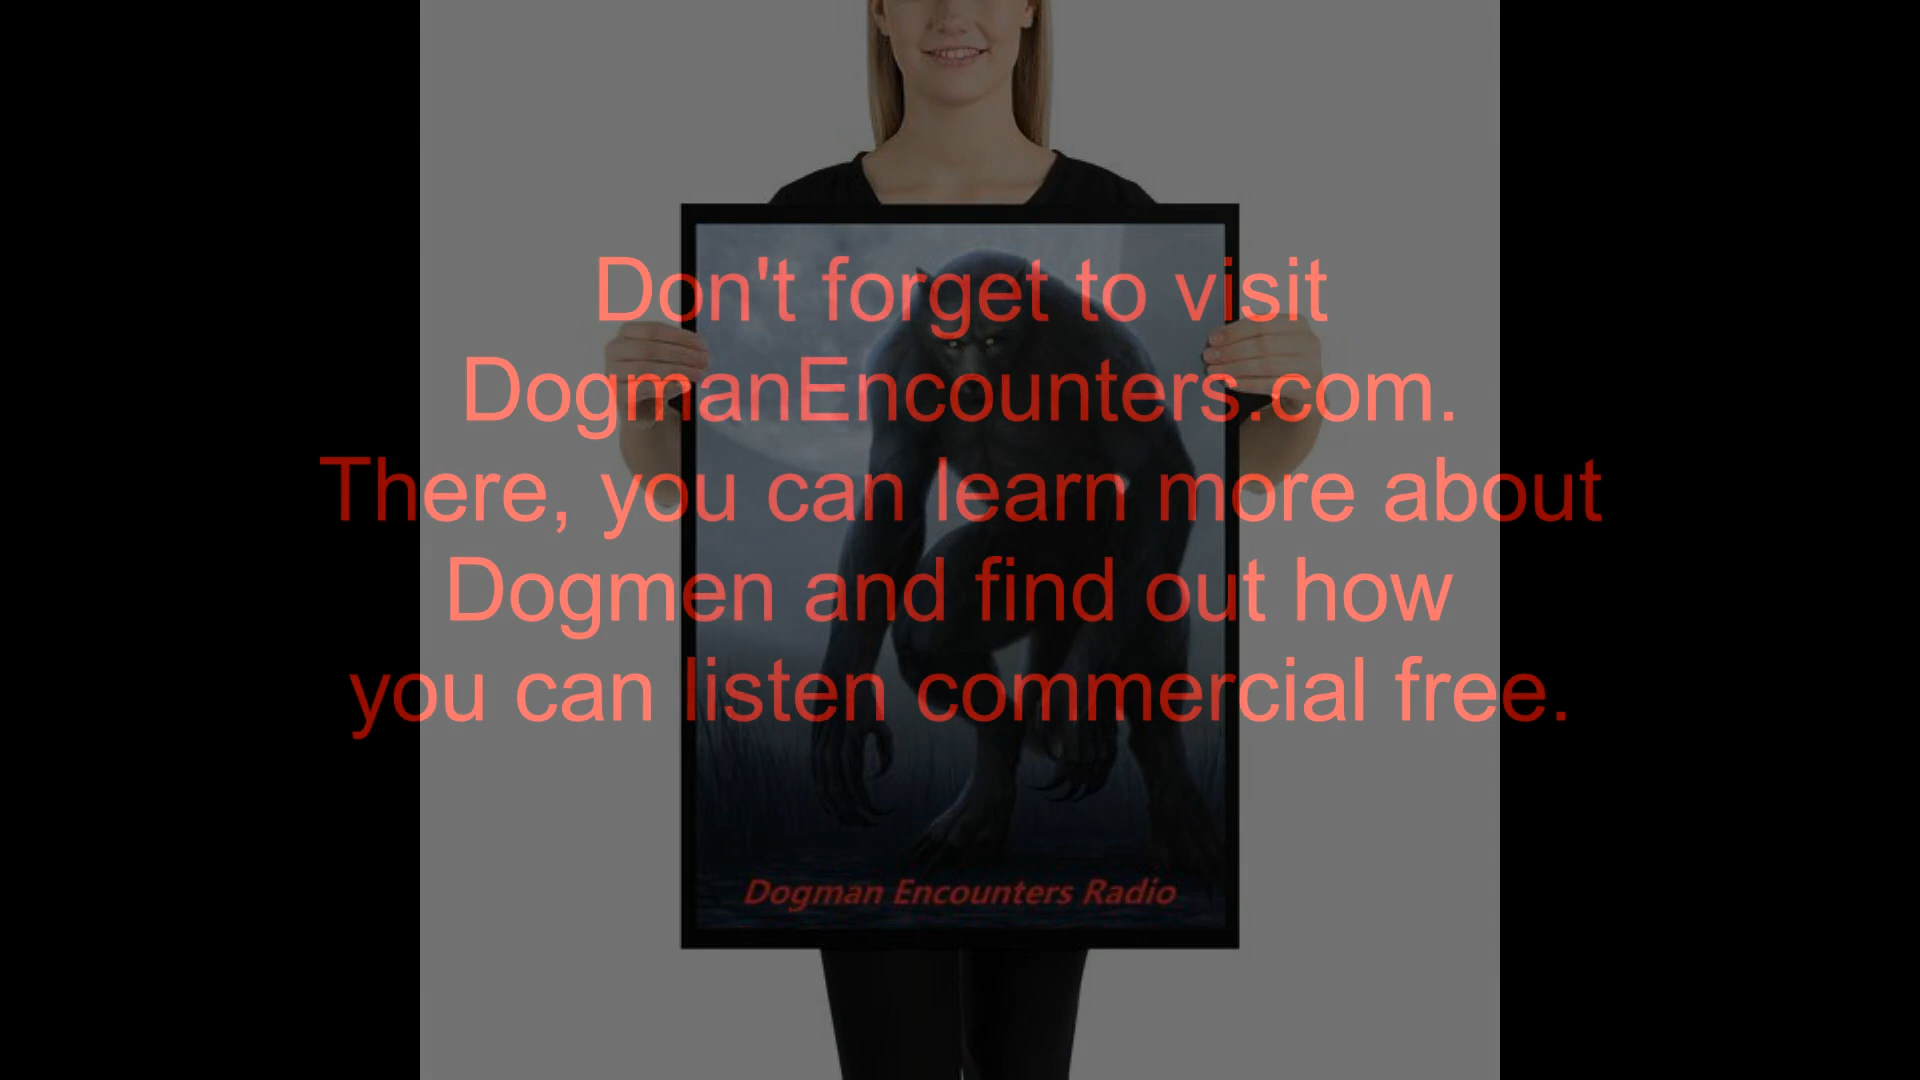 Don't forget to visit
DogmanEncounters.com.
There, you can learn more about
Dogmen and find out how
you can listen commercial free.
Dogman Encounters Radio